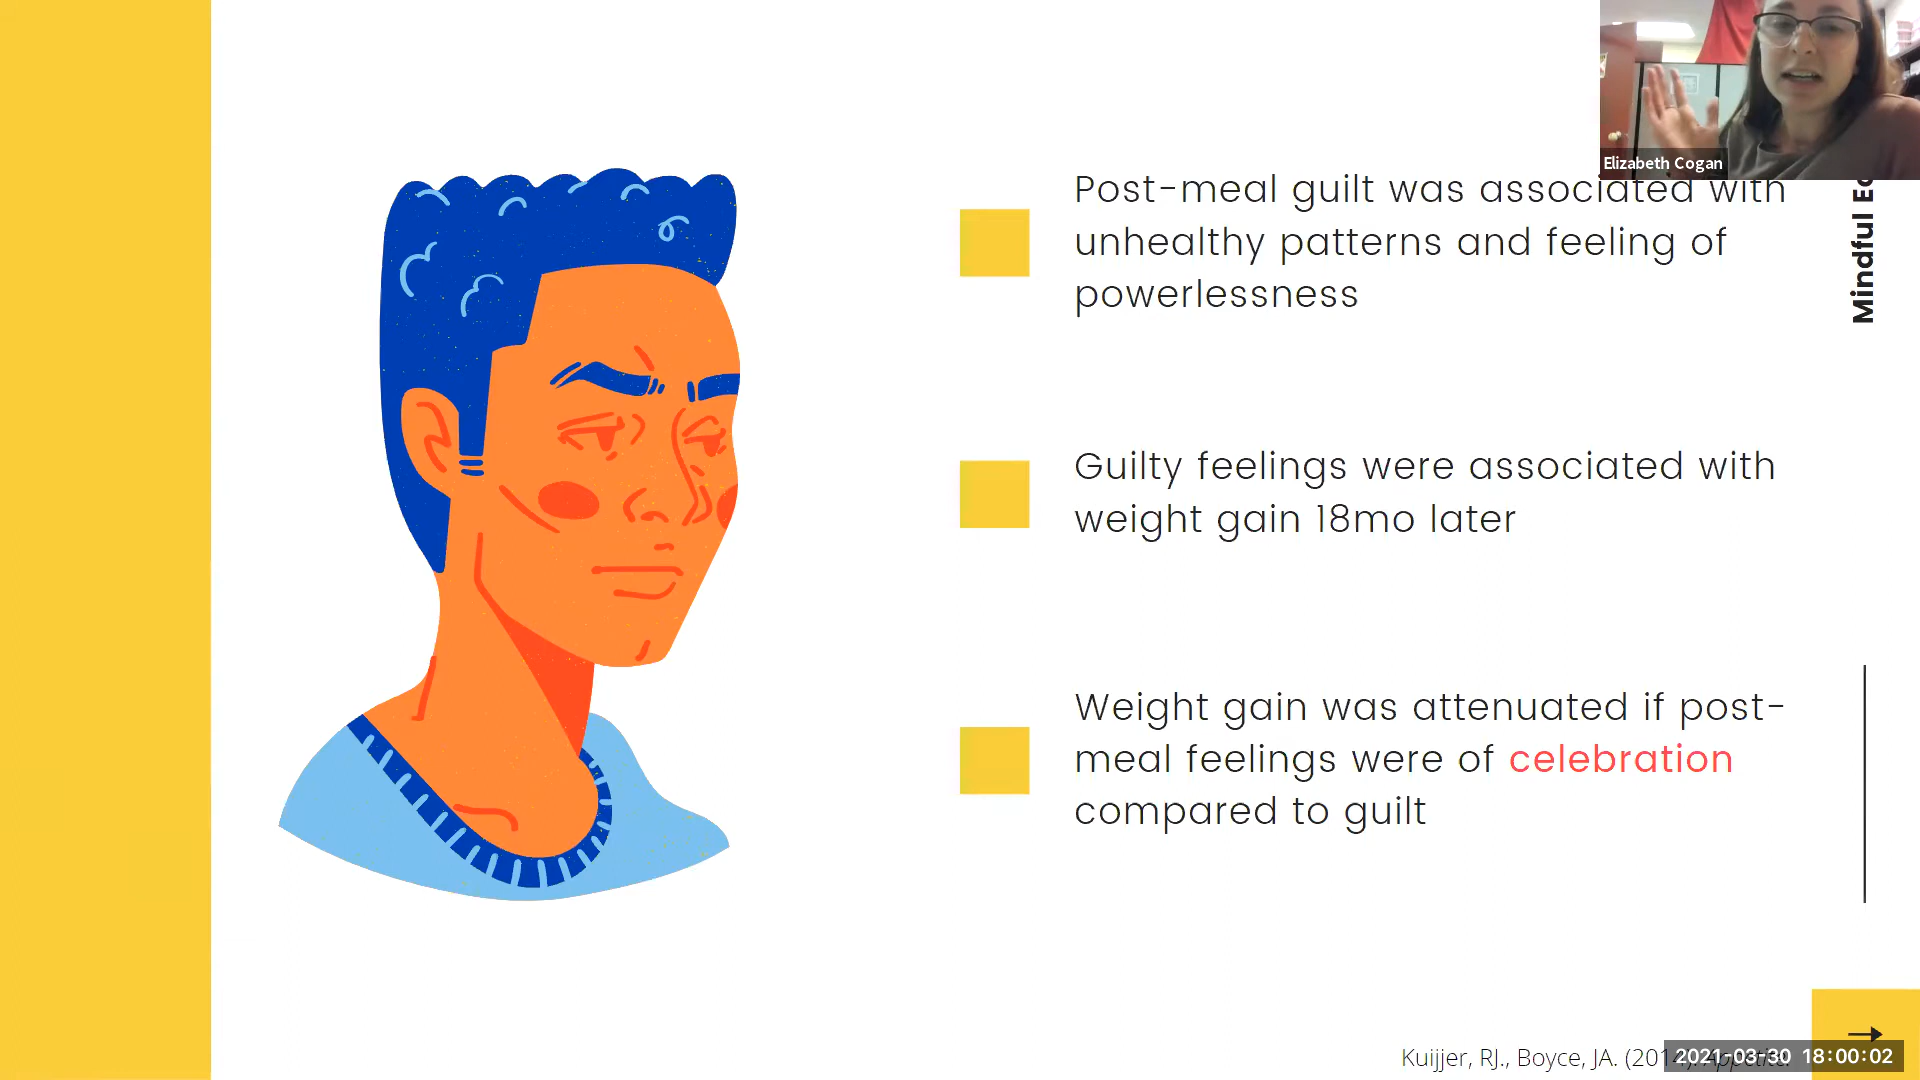 Elizabeth Cogan
Post-meal guilt was associated with
unhealthy patterns and feeling of
powerlessness
Mindful
Guilty feelings were associated with
weight gain 18mo later
Weight gain was attenuated if post-
meal feelings were of celebration
compared to guilt
Kuijjer, RJ., Boyce, JA. (2014). Appetite.
2021-03-30 18:00:02